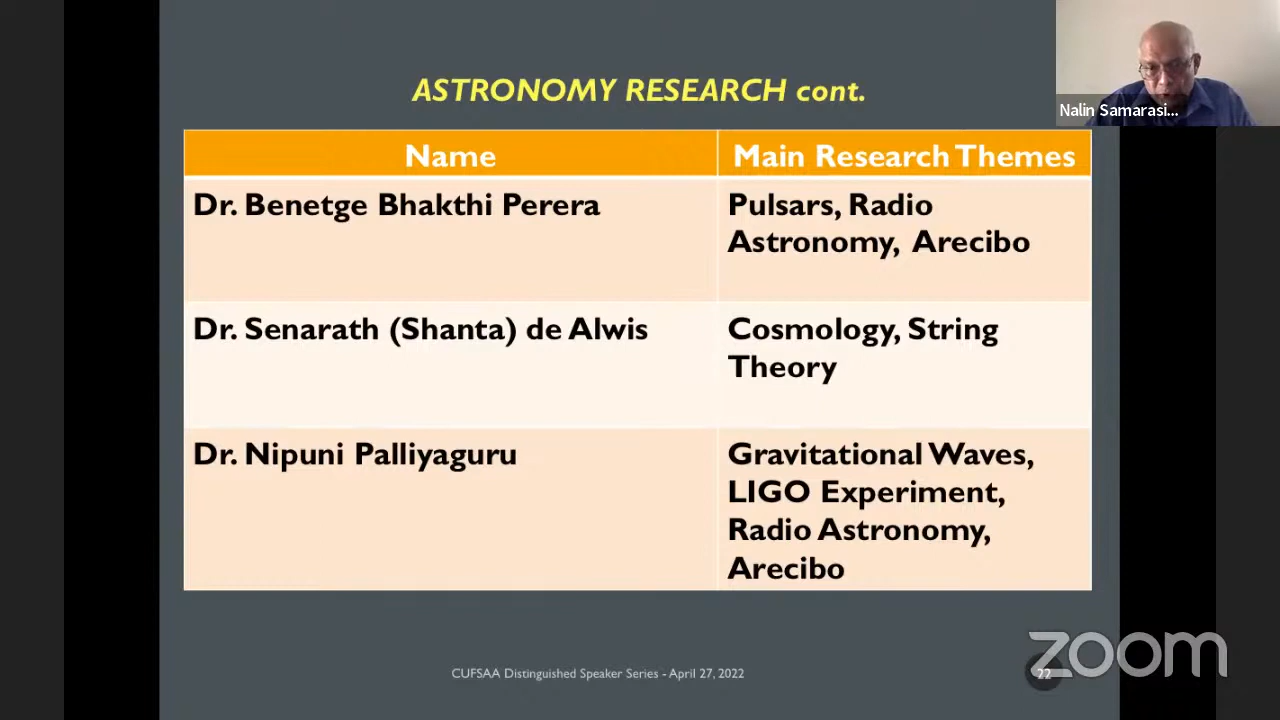 ASTRONOMY RESEARCH cont.
Nalin Samarasi...
Name
Main Research Themes
Dr. Benetge Bhakthi Perera
Pulsars, Radio
Astronomy, Arecibo
Dr. Senarath (Shanta) de Alwis
Cosmology, String
Theory
Dr. Nipuni Palliyaguru
Gravitational Waves,
LIGO Experiment,
Radio Astronomy,
Arecibo
CUFSAA Distinguished Speaker Series - April 27, 2022
22
zoom